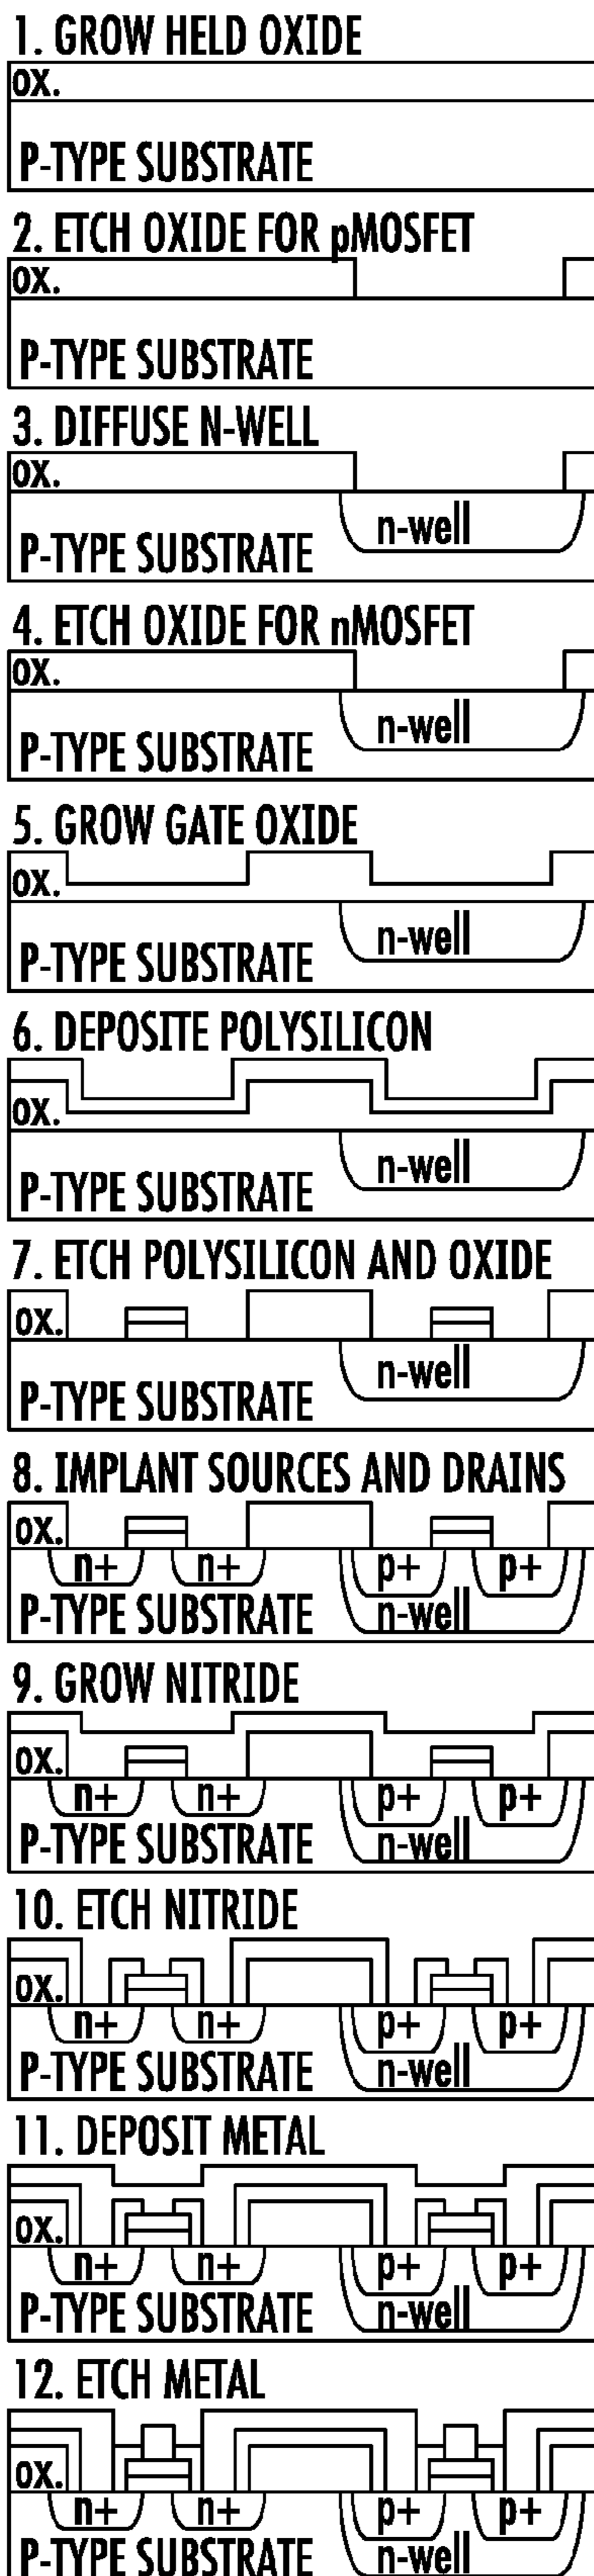 1. GROW HELD OXIDE
OX.
P-TYPE SUBSTRATE
2. ETCH OXIDE FOR pMOSFET
OX.
P-TYPE SUBSTRATE
3. DIFFUSE N-WELL
OX.
n-well
P-TYPE SUBSTRATE
4. ETCH OXIDE FOR nMOSFET
OX.
n-well
P-TYPE SUBSTRATE
5. GROW GATE OXIDE
OX.
n-well
P-TYPE SUBSTRATE
6. DEPOSITE POLYSILICON
OX.
n-well
P-TYPE SUBSTRATE
7. ETCH POLYSILICON AND OXIDE
OX.
n-well
P-TYPE SUBSTRATE
8. IMPLANT SOURCES AND DRAINS
OX.
n+ n+ p+ p+
P-TYPE SUBSTRATE n-well
9. GROW NITRIDE
OX.
n+ n+ p+ p+
P-TYPE SUBSTRATE n-well
10. ETCH NITRIDE
OX.
n+ n+ p+ p+
P-TYPE SUBSTRATE n-well
11. DEPOSIT METAL
OX.
n+ n+ p+ p+
P-TYPE SUBSTRATE n-well
12. ETCH METAL
OX.
n+ n+ p+ p+
P-TYPE SUBSTRATE n-well